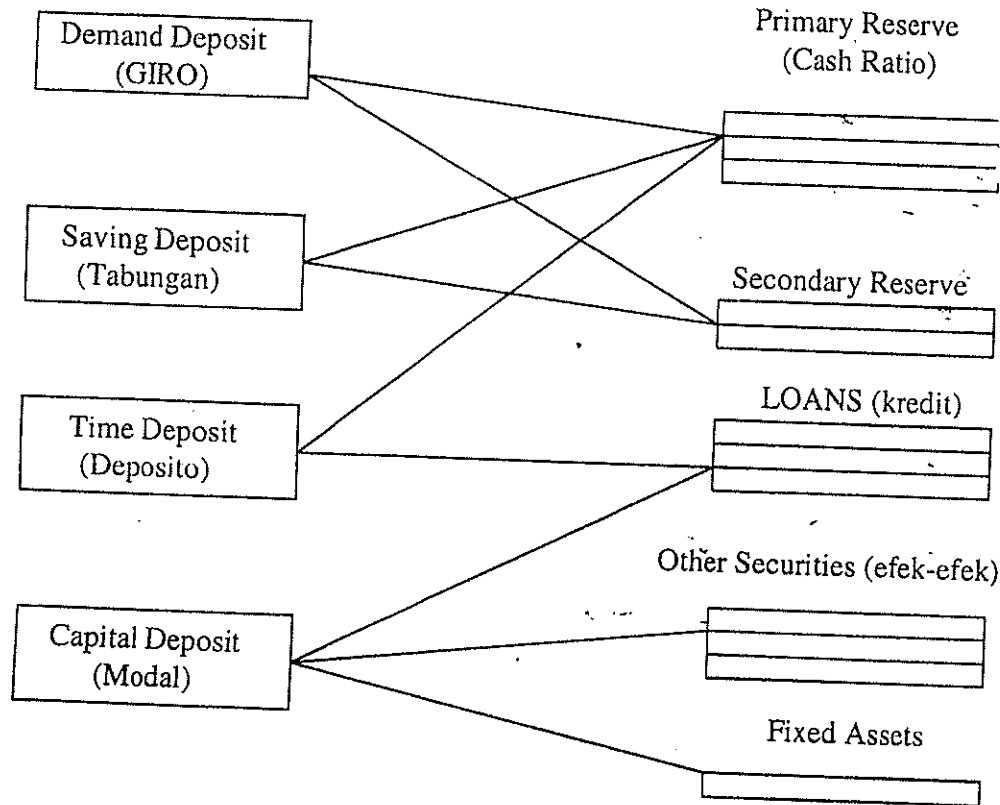 Demand Deposit
(GIRO)
Primary Reserve
(Cash Ratio)
Saving Deposit
(Tabungan)
Secondary Reserve
Time Deposit
(Deposito)
LOANS (kredit)
Other Securities (efek-efek)
Capital Deposit
(Modal)
Fixed Assets